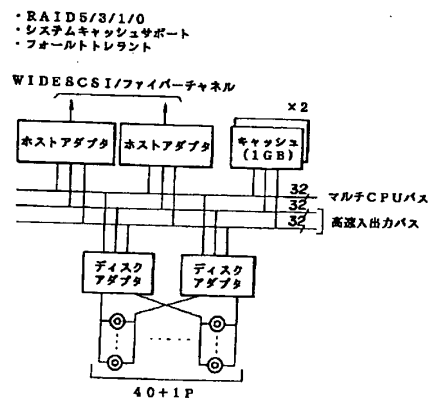 ・RAID5/3/1/0
・システムキャッシュサポート
・フォールトトレラント
WIDESCSI/ファイバーチャネル
×2
ホストアダプタ
ホストアダプタ
キャッシュ
(1GB)
32
マルチCPUバス
32
32
高速入出力バス
ディスク
アダプタ
ディスク
アダプタ
40+1P